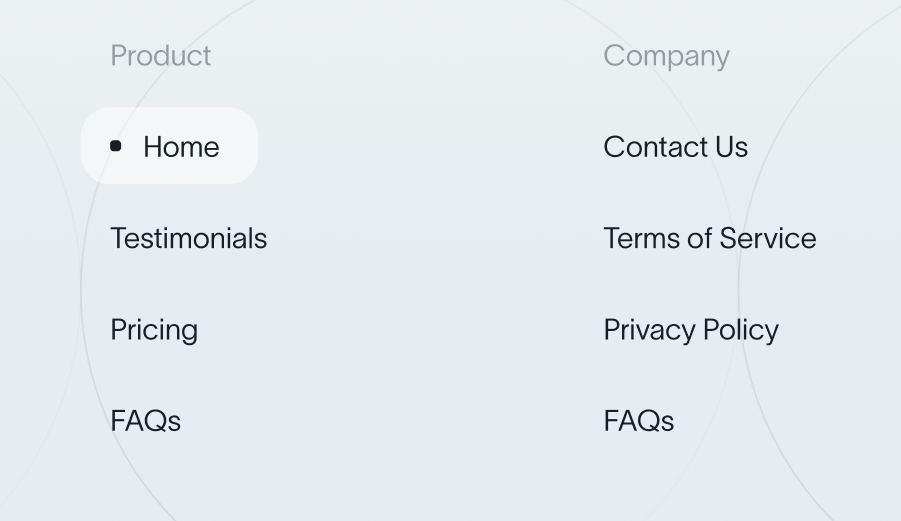 Product
Home
Testimonials
Pricing
FAQs
Company
Contact Us
Terms of Service
Privacy Policy
FAQs